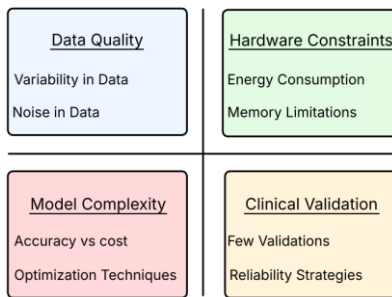 Data Quality
Variability in Data
Noise in Data
Hardware Constraints
Energy Consumption
Memory Limitations
Model Complexity
Accuracy vs cost
Optimization Techniques
Clinical Validation
Few Validations
Reliability Strategies